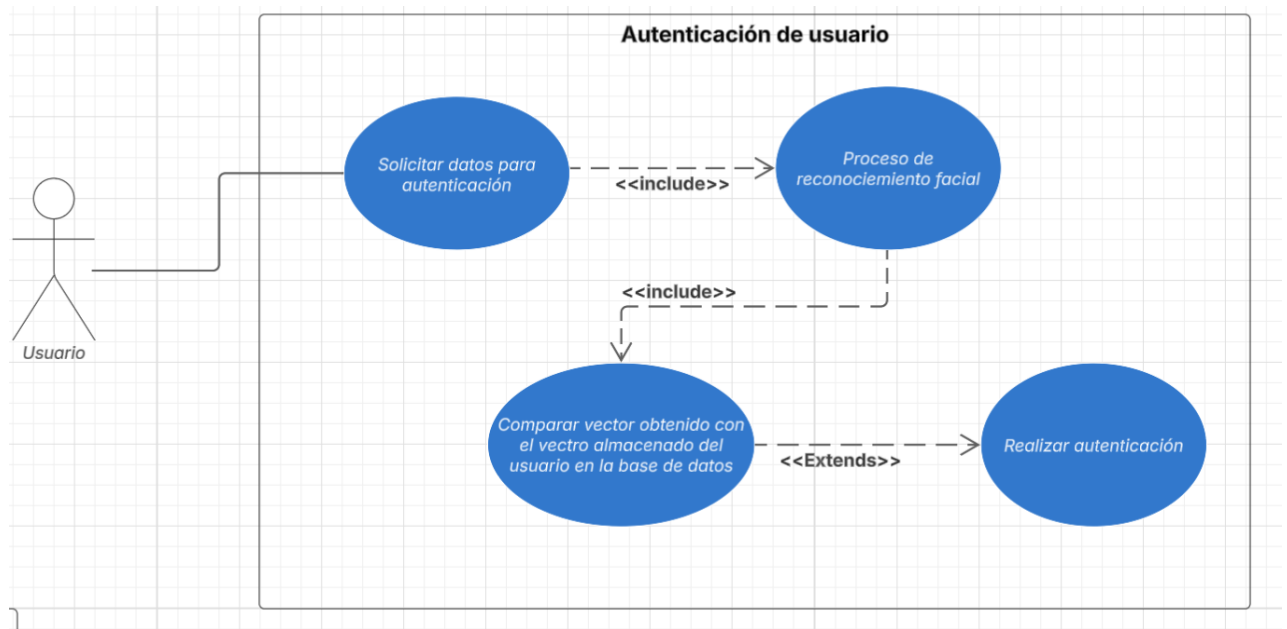 Autenticación de usuario
Solicitar datos para
autenticación
<<include>>
Proceso de
reconociemiento facial
<<include>>
Usuario
Comparar vector obtenido con
el vectro almacenado del
usuario en la base de datos
<<Extends>>
Realizar autenticación